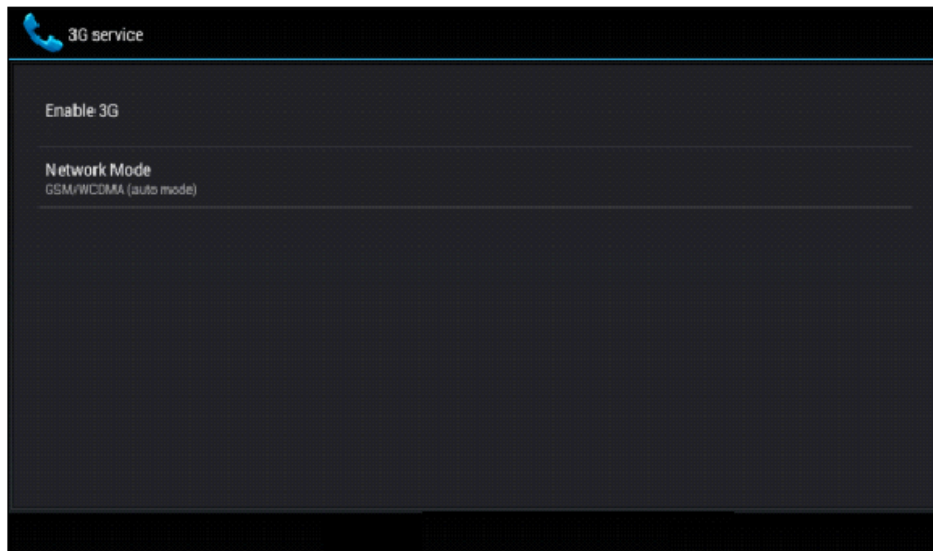 3G service
Enable 3G
Network Mode
GSM/WCDMA (auto mode)